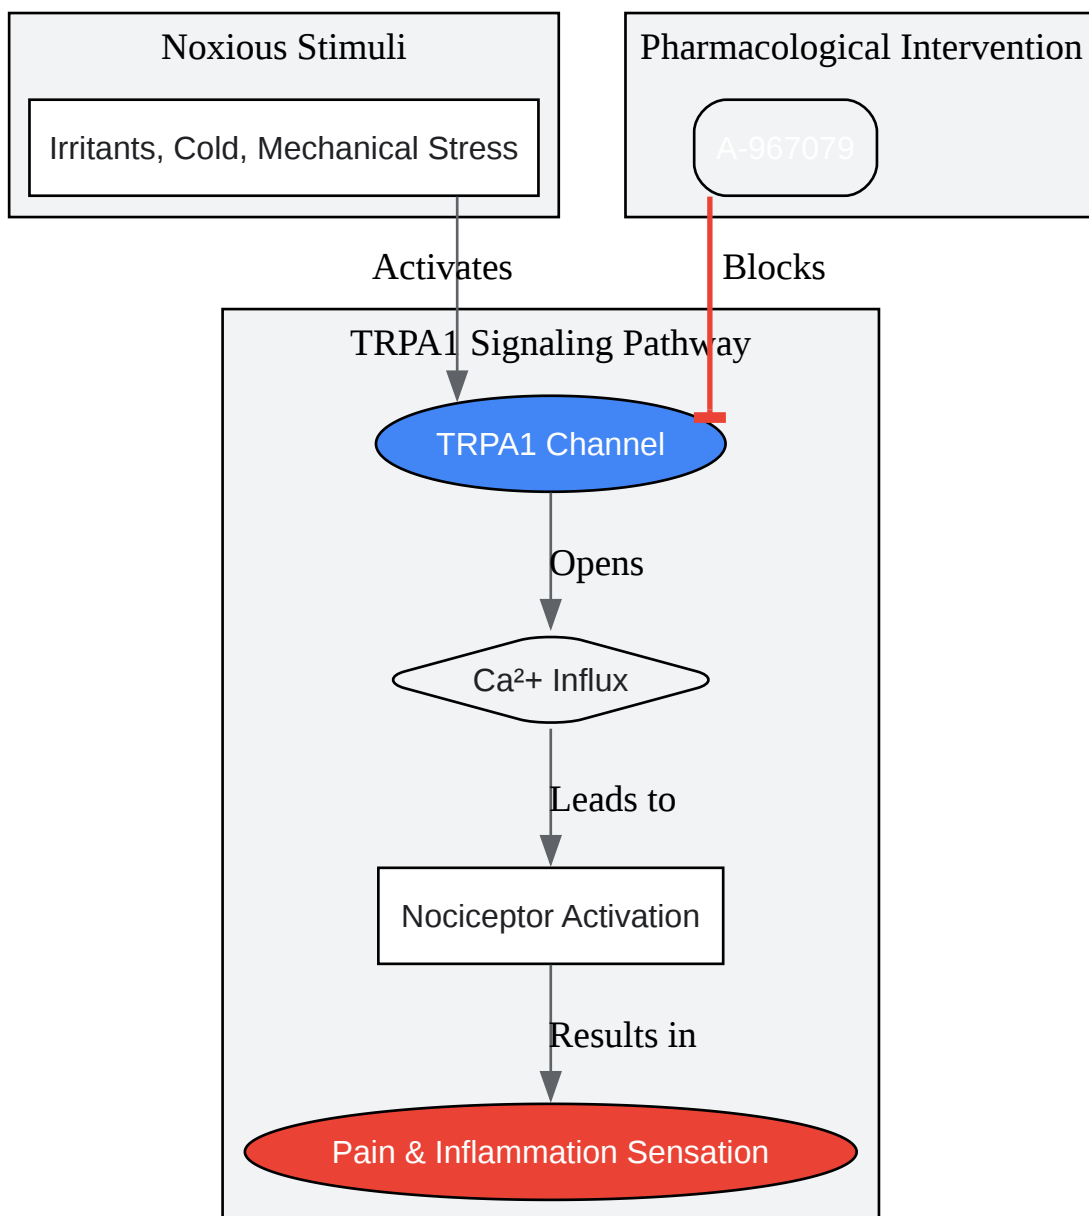 Noxious Stimuli
Pharmacological Intervention
Irritants, Cold, Mechanical Stress
A-967079
Activates
Blocks
TRPA1 Signaling Pathway
TRPA1 Channel
Opens
Ca²+ Influx
Leads to
Nociceptor Activation
Results in
Pain & Inflammation Sensation